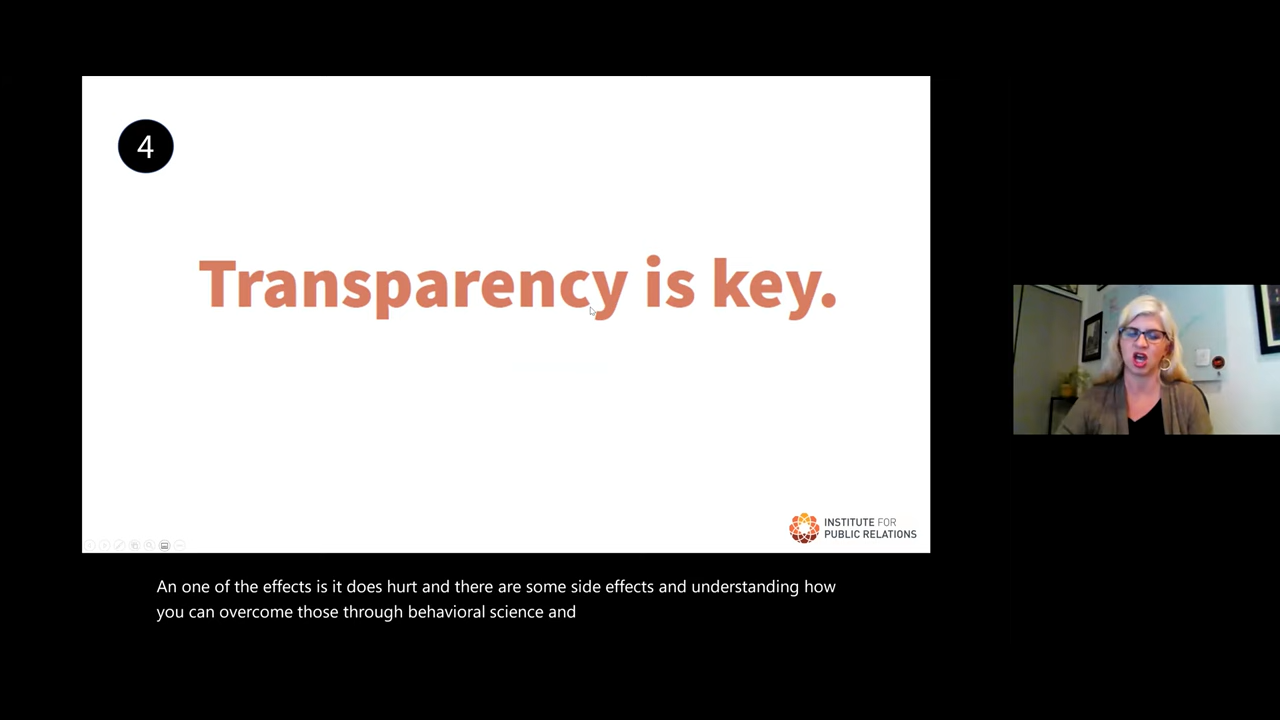 4
Transparency is key.
INSTITUTE FOR
PUBLIC RELATIONS
An one of the effects is it does hurt and there are some side effects and understanding how
you can overcome those through behavioral science and